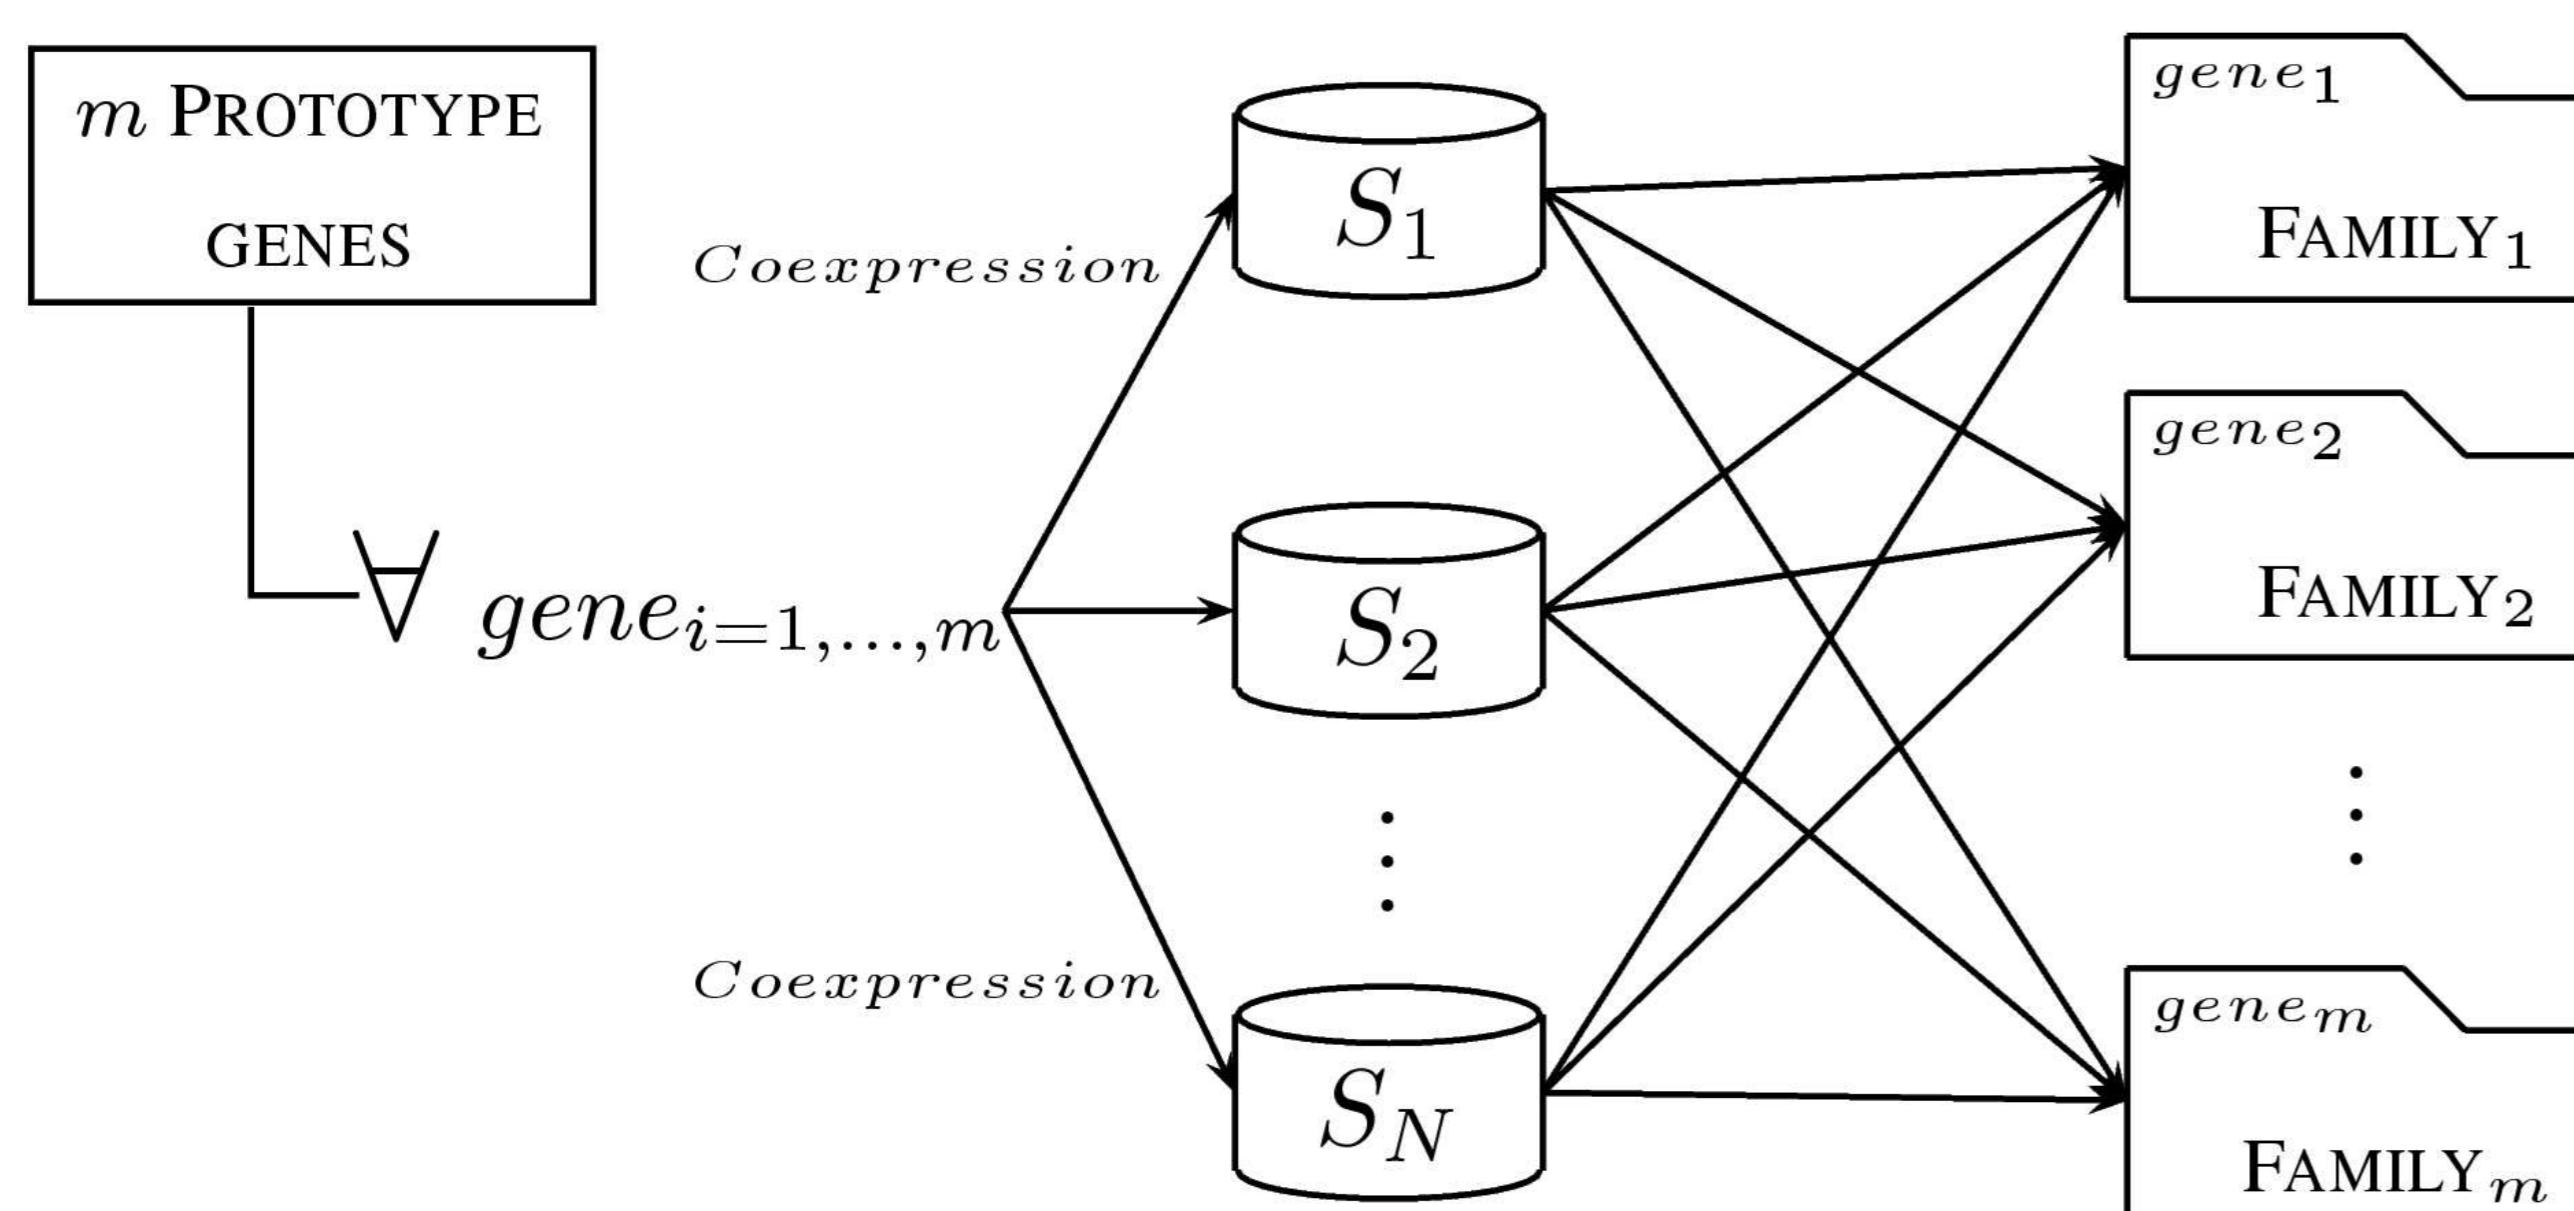 m PROTOTYPE
GENES
∀ gene_{i=1,...,m}
Coexpression
Coexpression
S_1
S_2
⋮
S_N
gene_1
FAMILY_1
gene_2
FAMILY_2
⋮
gene_m
FAMILY_m